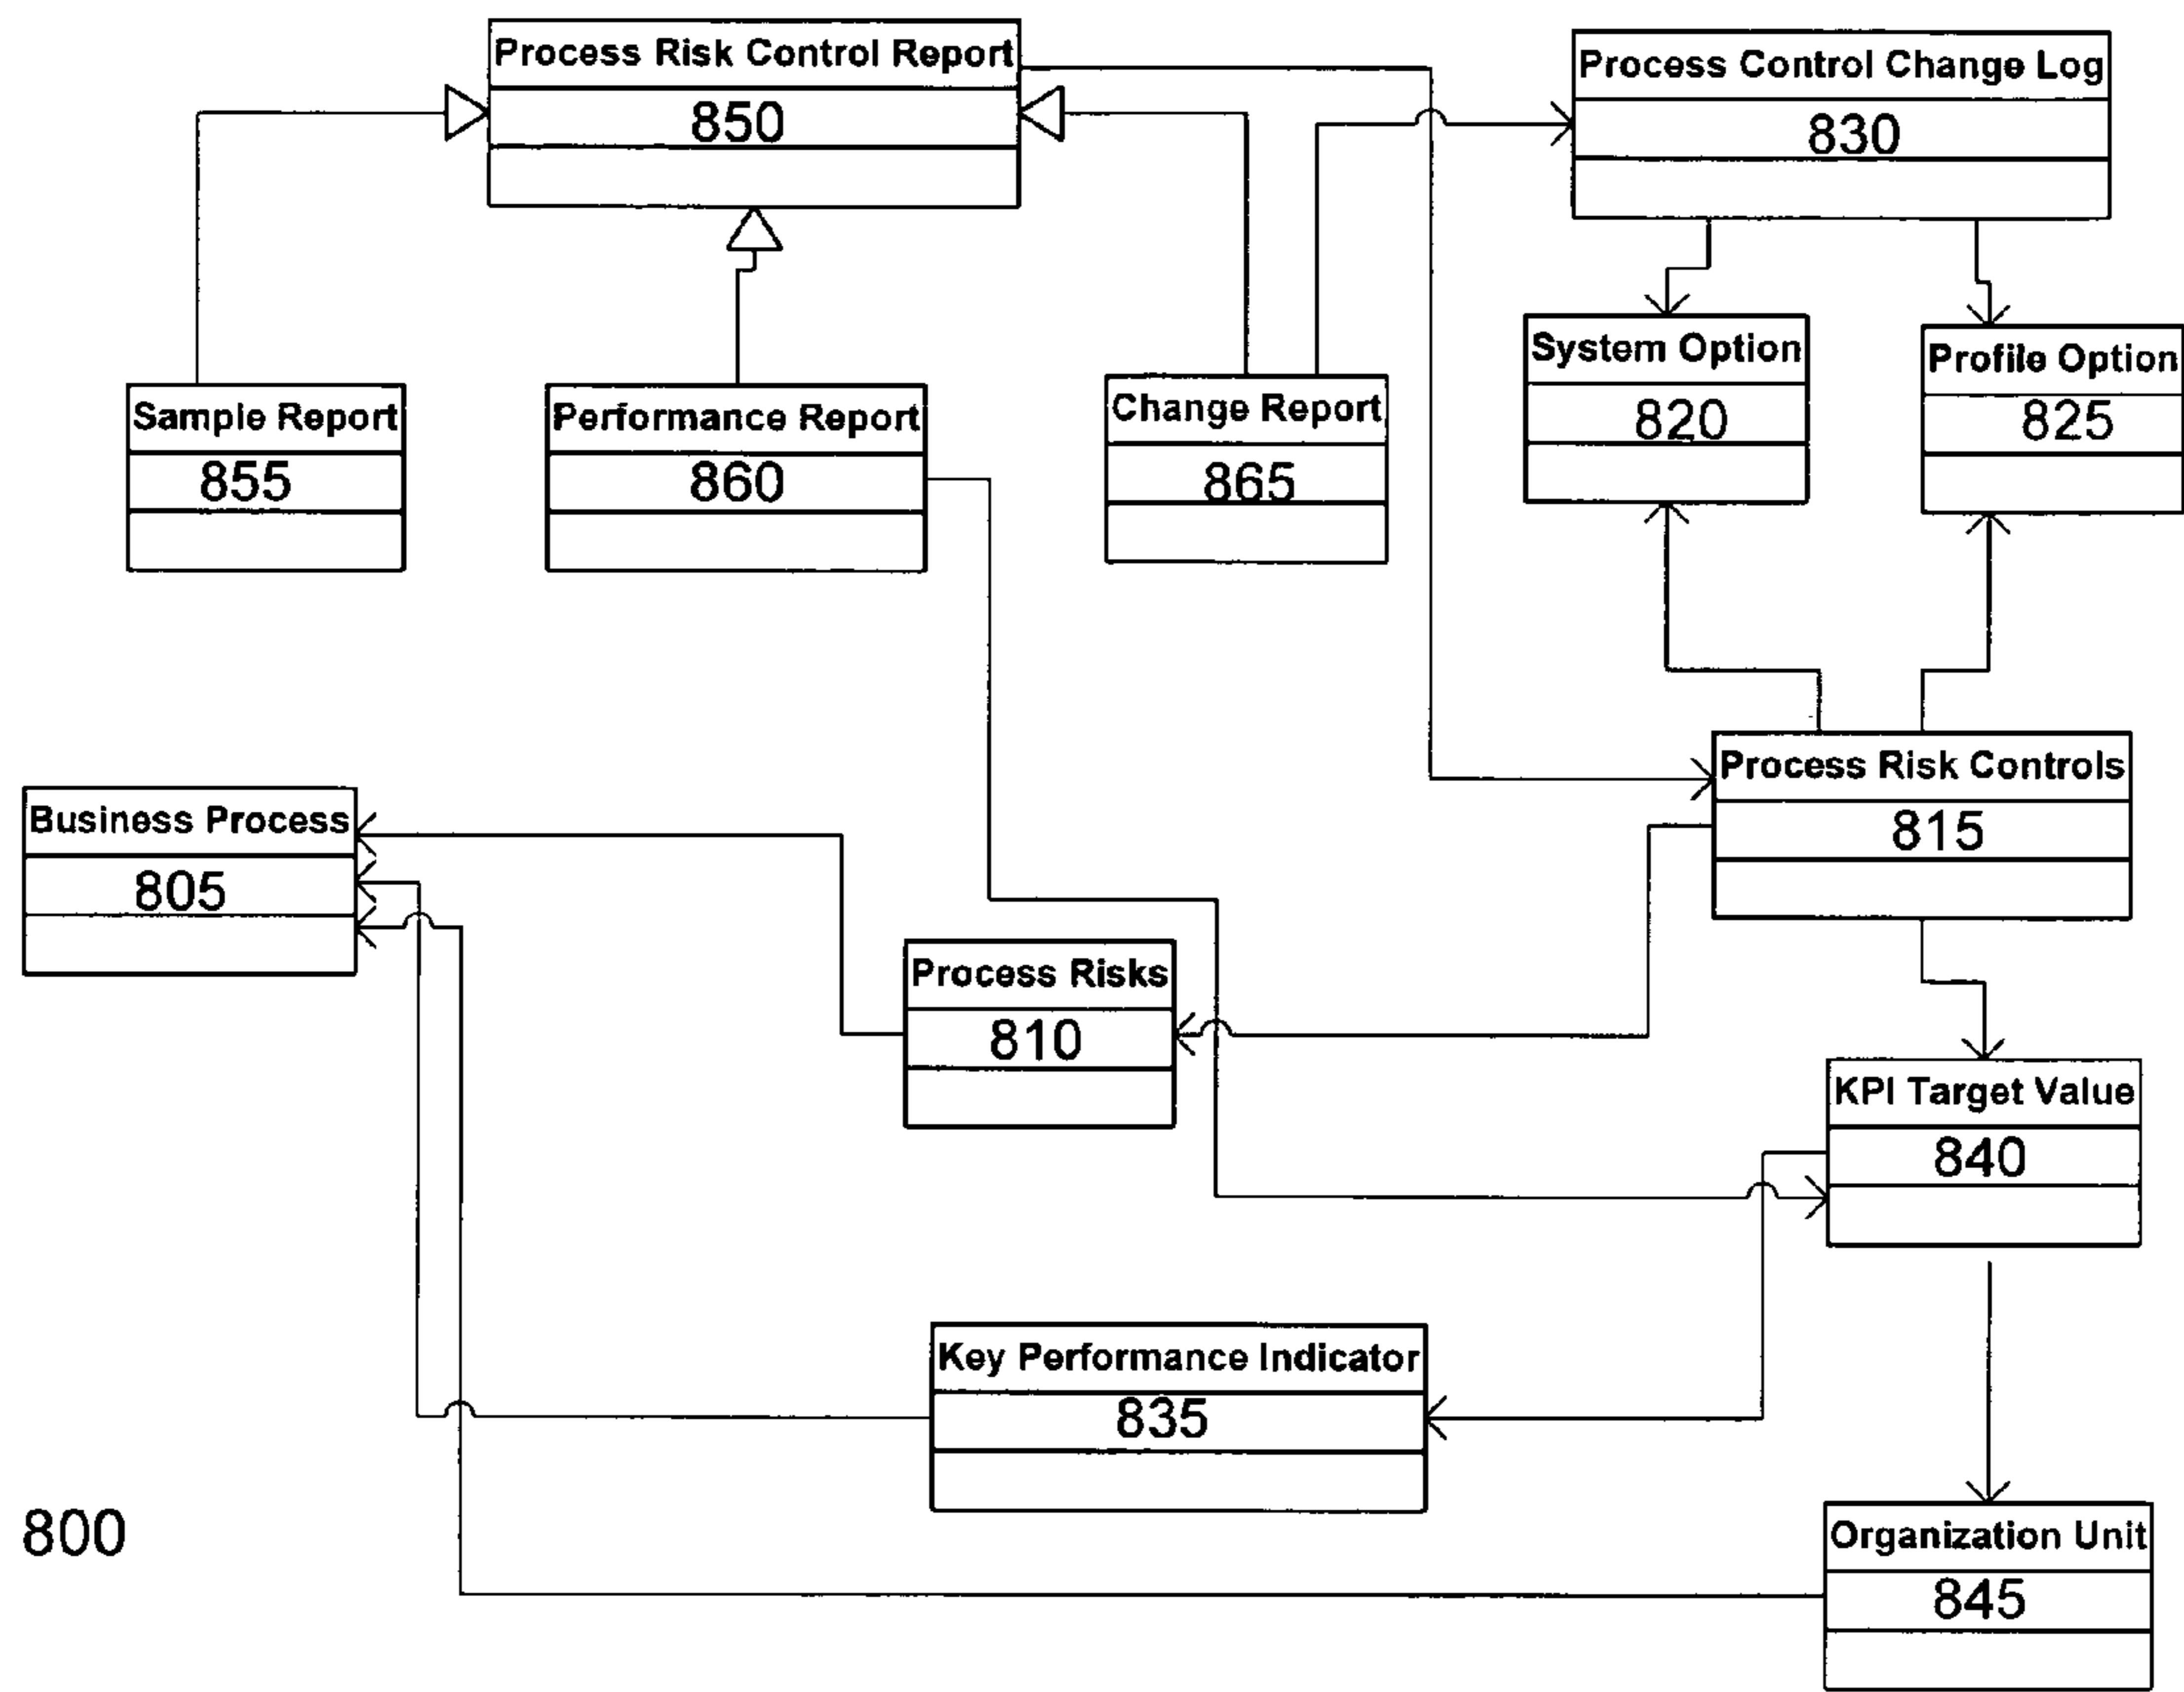 Process Risk Control Report
850
Process Control Change Log
830
System Option
820
Profile Option
825
Sample Report
855
Performance Report
860
Change Report
865
Process Risk Controls
815
Business Process
805
Process Risks
810
KPI Target Value
840
Key Performance Indicator
835
800
Organization Unit
845